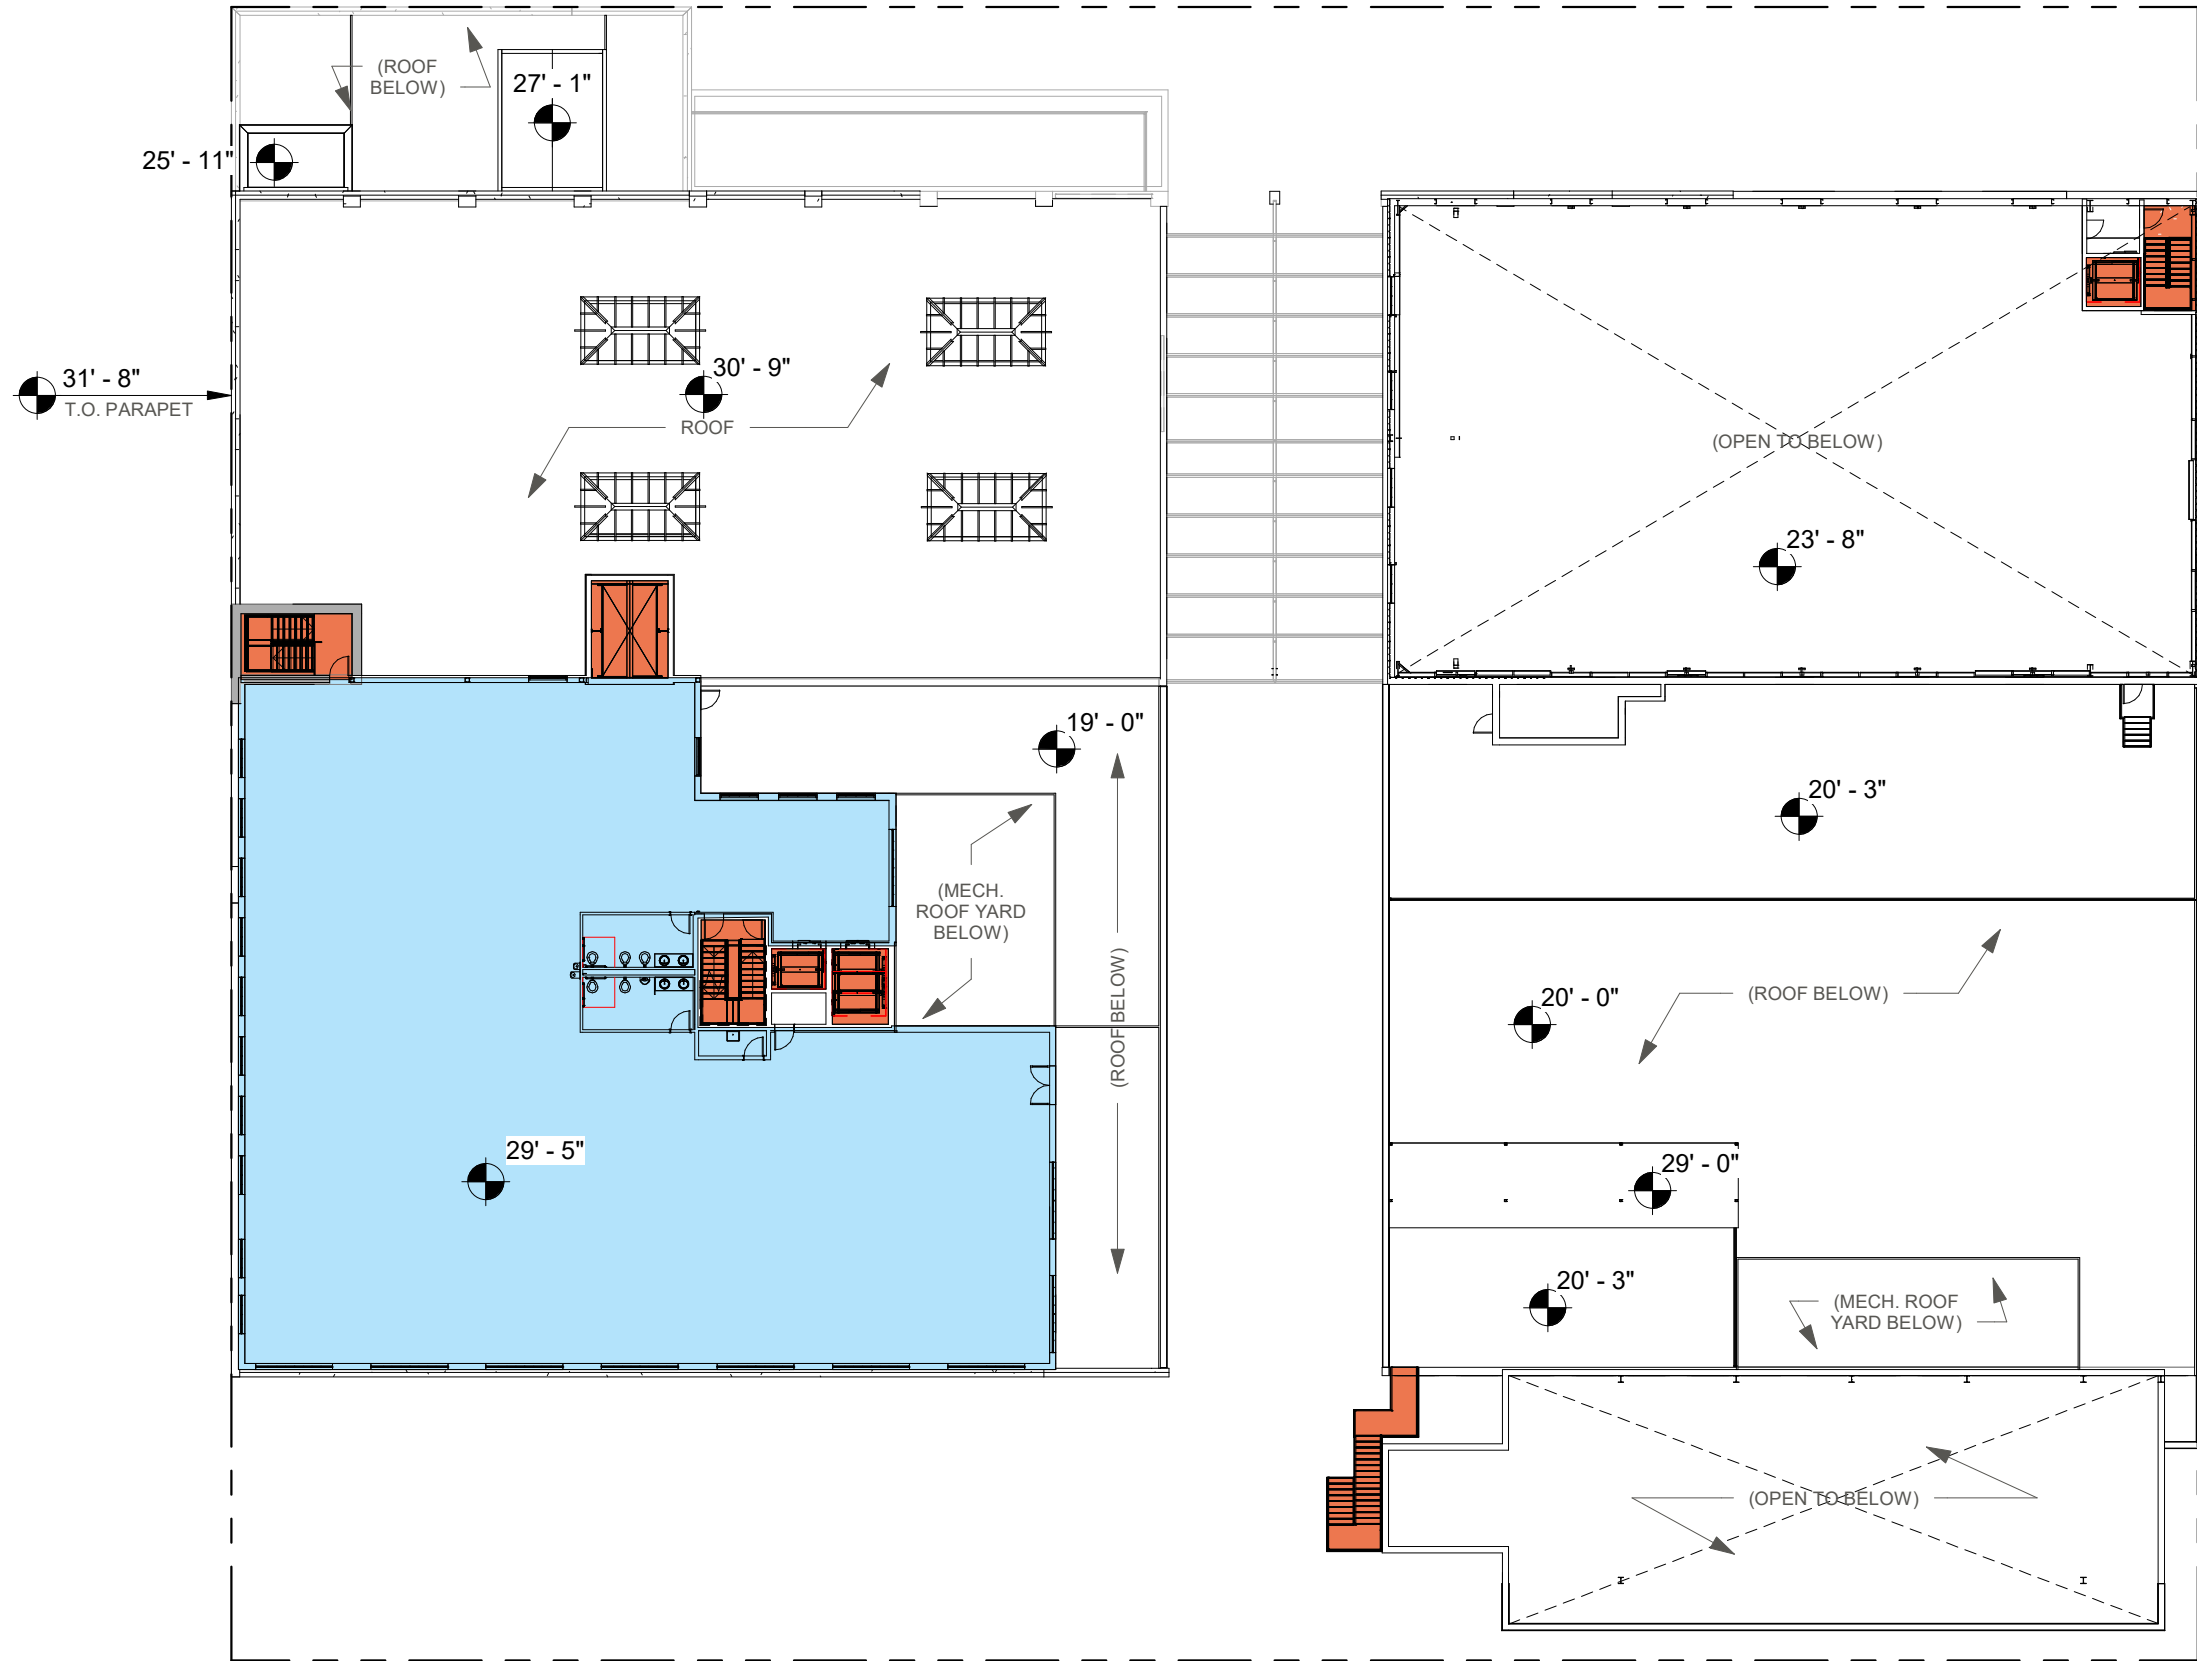 (ROOF
BELOW)
27' - 1"
25' - 11"
31' - 8"
T.O. PARAPET
30' - 9"
ROOF
(OPEN TO BELOW)
23' - 8"
19' - 0"
20' - 3"
(MECH.
ROOF YARD
BELOW)
(ROOF BELOW)
20' - 0"
(ROOF BELOW)
29' - 5"
29' - 0"
20' - 3"
(MECH. ROOF
YARD BELOW)
(OPEN TO BELOW)